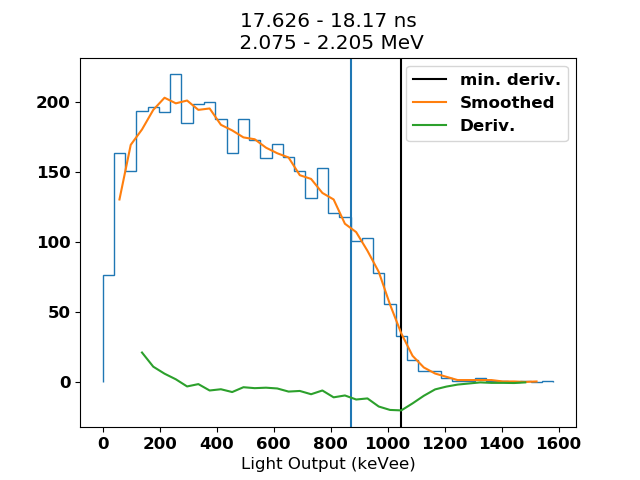 17.626 - 18.17 ns
2.075 - 2.205 MeV
min. deriv.
Smoothed
Deriv.
200
150
100
50
0
0 200 400 600 800 1000 1200 1400 1600
Light Output (keVee)